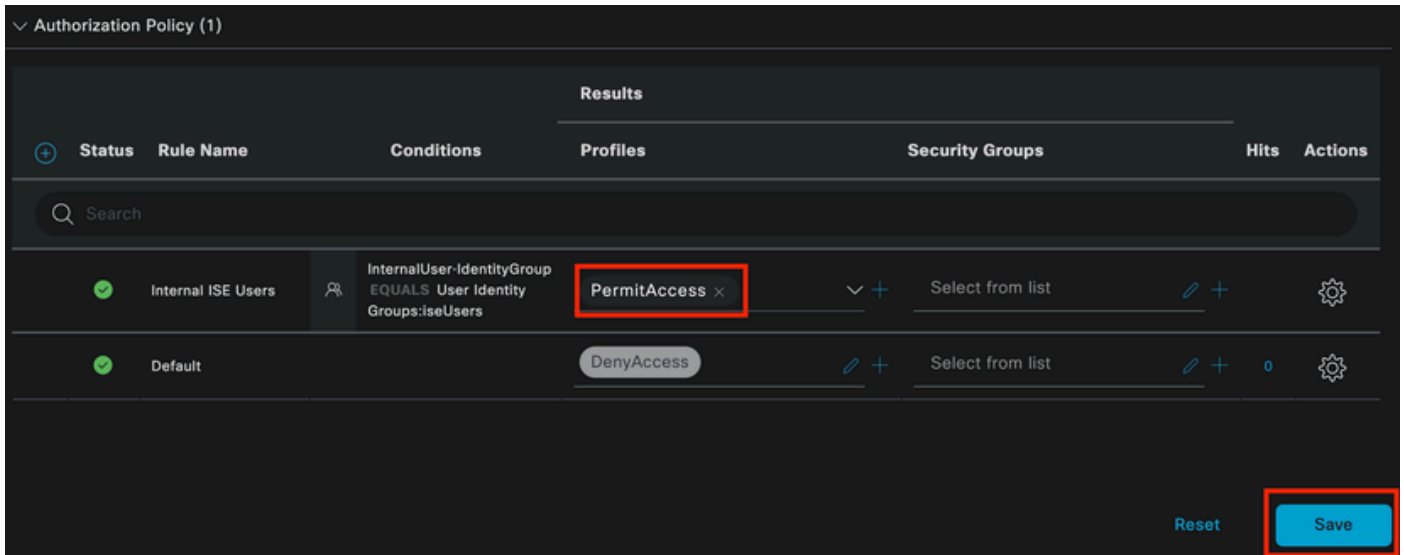 Authorization Policy (1)
Results
Status Rule Name Conditions Profiles Security Groups Hits Actions
Search
Internal ISE Users
InternalUser-IdentityGroup
EQUALS User Identity
Groups:iseUsers
PermitAccess ×
Select from list
Default
DenyAccess
Select from list
0
Reset
Save